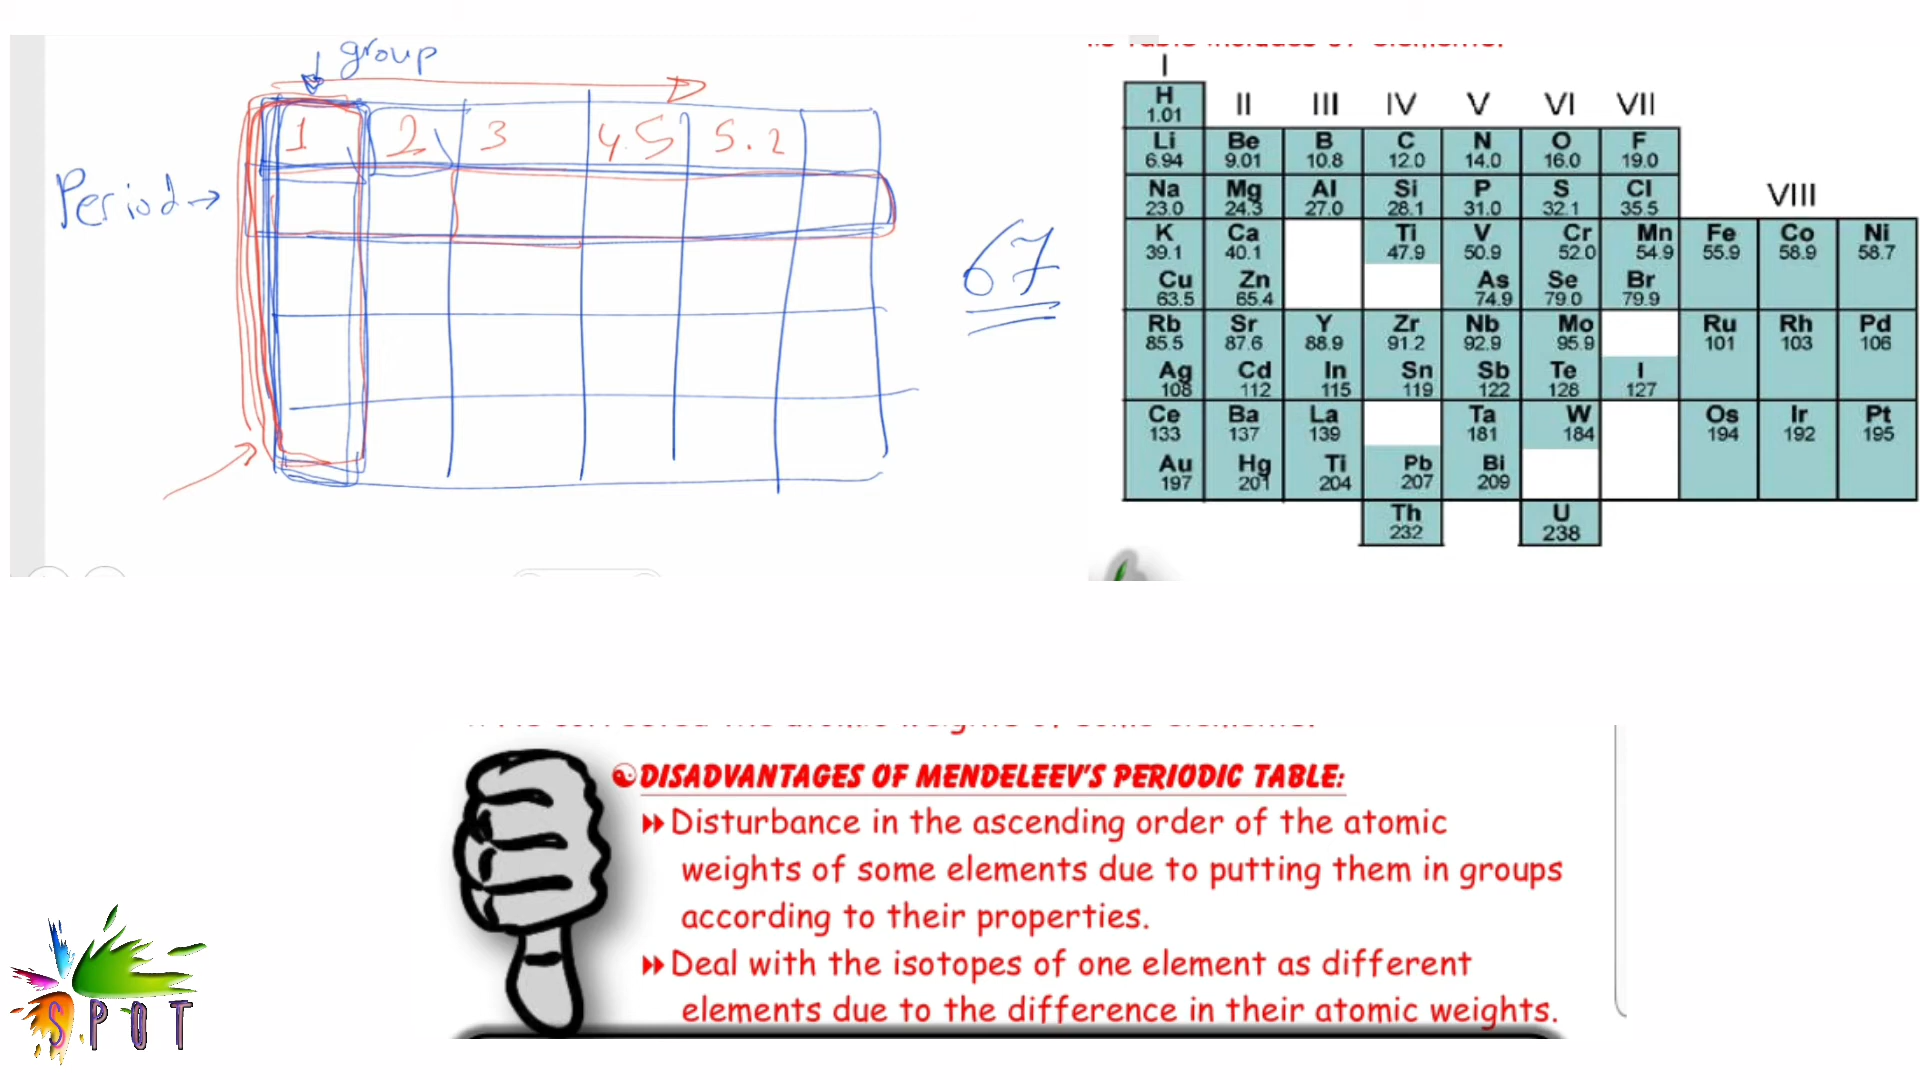 group
1 2 3 4.5 5.2
Period
67
I
H II III IV V VI VII
1.01
Li Be B C N O F
6.94 9.01 10.8 12.0 14.0 16.0 19.0
Na Mg Al Si P S Cl VIII
23.0 24.3 27.0 28.1 31.0 32.1 35.5
K Ca Ti V Cr Mn Fe Co Ni
39.1 40.1 47.9 50.9 52.0 54.9 55.9 58.9 58.7
Cu Zn As Se Br
63.5 65.4 74.9 79.0 79.9
Rb Sr Y Zr Nb Mo Ru Rh Pd
85.5 87.6 88.9 91.2 92.9 95.9 101 103 106
Ag Cd In Sn Sb Te I
108 112 115 119 122 128 127
Ce Ba La Ta W Os Ir Pt
133 137 139 181 184 194 192 195
Au Hg Ti Pb Bi
197 201 204 207 209
Th U
232 238
DISADVANTAGES OF MENDELEEV'S PERIODIC TABLE:
Disturbance in the ascending order of the atomic
weights of some elements due to putting them in groups
according to their properties.
Deal with the isotopes of one element as different
elements due to the difference in their atomic weights.
SPOT